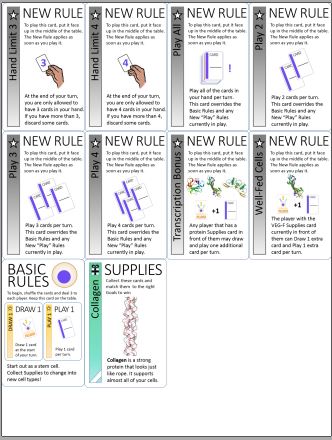 Hand Limit 3
NEW RULE
To play this card, put it face
up in the middle of the table.
The New Rule applies as
soon as you play it.
3
At the end of your turn,
you are only allowed to
have 3 cards in your hand.
If you have more than 3,
discard some cards.
Hand Limit 4
NEW RULE
To play this card, put it face
up in the middle of the table.
The New Rule applies as
soon as you play it.
4
At the end of your turn,
you are only allowed to
have 4 cards in your hand.
If you have more than 4,
discard some cards.
Play All
NEW RULE
To play this card, put it face
up in the middle of the table.
The New Rule applies as
soon as you play it.
Play all of the cards in
your hand per turn.
This card overrides the
Basic Rules and any
New "Play" Rules
currently in play.
Play 2
NEW RULE
To play this card, put it face
up in the middle of the table.
The New Rule applies as
soon as you play it.
Play 2 cards per turn.
This card overrides the
Basic Rules and any
New "Play" Rules
currently in play.
Play 3
NEW RULE
To play this card, put it face
up in the middle of the table.
The New Rule applies as
soon as you play it.
Play 3 cards per turn.
This card overrides the
Basic Rules and any
New "Play" Rules
currently in play.
Play 4
NEW RULE
To play this card, put it face
up in the middle of the table.
The New Rule applies as
soon as you play it.
Play 4 cards per turn.
This card overrides the
Basic Rules and any
New "Play" Rules
currently in play.
Transcription Bonus
NEW RULE
To play this card, put it face
up in the middle of the table.
The New Rule applies as
soon as you play it.
+1
Any player that has a
protein Supplies card in
front of them may draw
and play one additional
card per turn.
Well-Fed Cells
NEW RULE
To play this card, put it face
up in the middle of the table.
The New Rule applies as
soon as you play it.
+1
The player with the
VEG-F Supplies card
currently in front of
them can Draw 1 extra
card and Play 1 extra
card per turn.
BASIC
RULES
To begin, shuffle the cards and deal 3 to
each player. Keep this card on the table.
DRAW 1
DRAW 1
Draw 1 card
at the start
of your turn.
PLAY 1
PLAY 1
Play 1 card
per turn.
Start out as a stem cell.
Collect Supplies to change into
new cell types!
Collagen
SUPPLIES
Collect these cards and
match them to the right
Goals to win
Collagen is a strong
protein that looks just
like rope. It supports
almost all of your cells.